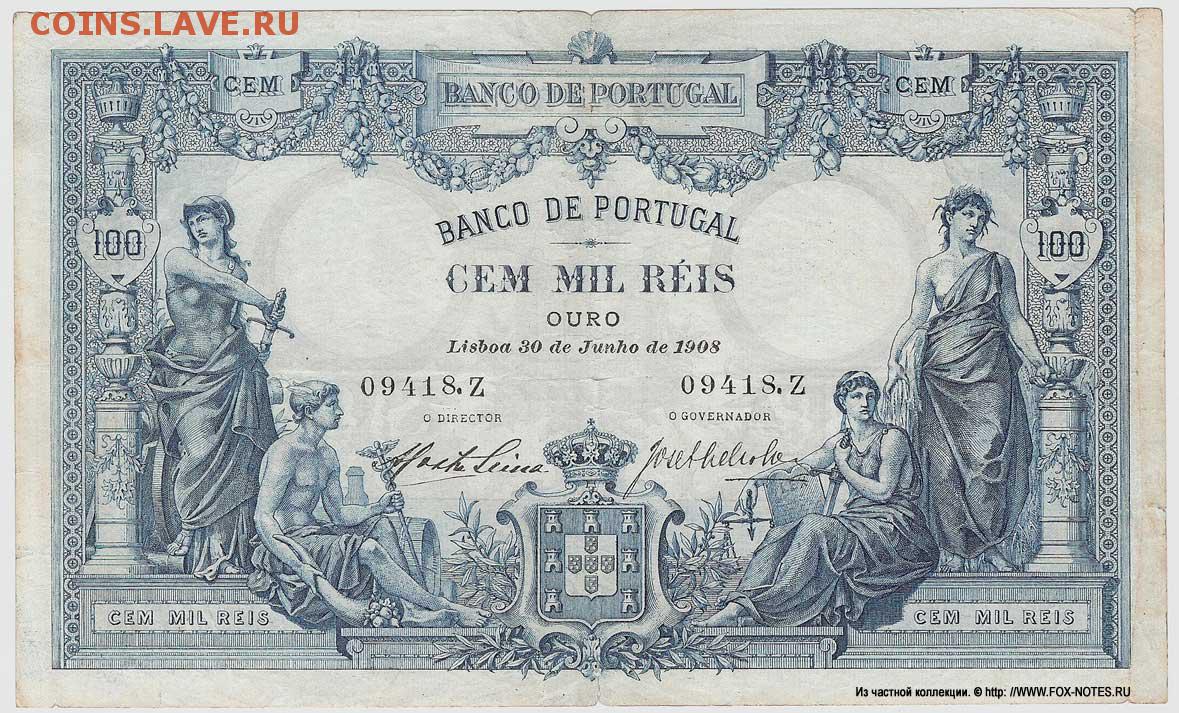 COINS.LAVE.RU
CEM
BANCO DE PORTUGAL
CEM
100
100
BANCO DE PORTUGAL
CEM MIL RÉIS
OURO
Lisboa 30 de Junho de 1908
09418.Z
09418.Z
O DIRECTOR
O GOVERNADOR
CEM MIL REIS
CEM MIL REIS
Из частной коллекции. © http: //WWW.FOX-NOTES.RU